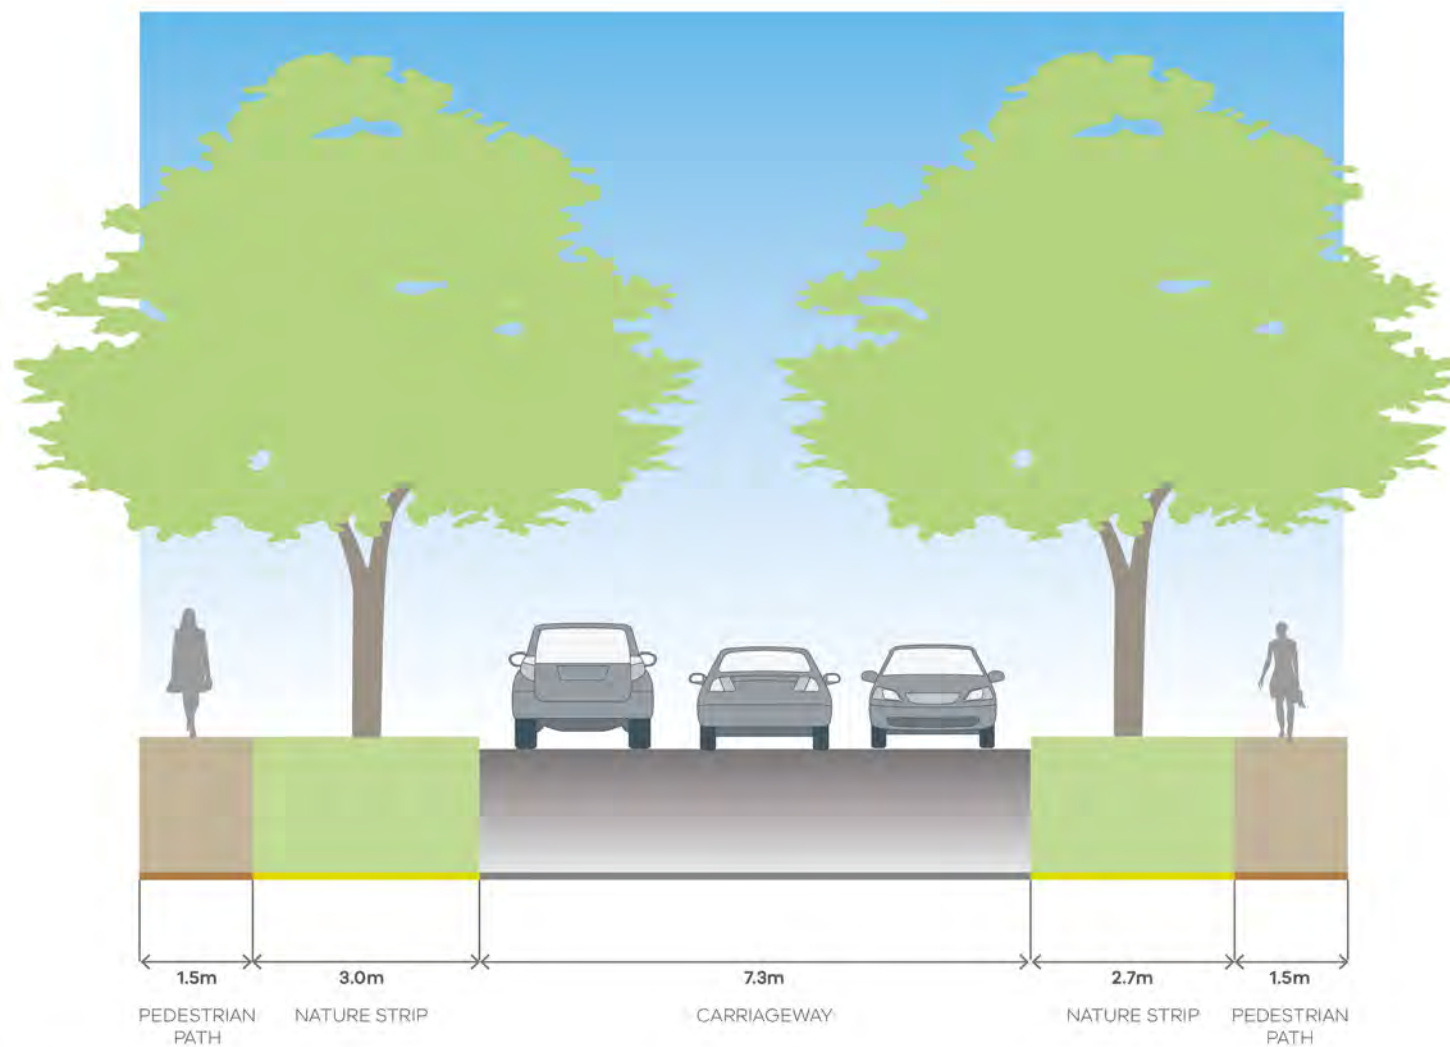 1.5m 3.0m 7.3m 2.7m 1.5m
PEDESTRIAN NATURE STRIP CARRIAGEWAY NATURE STRIP PEDESTRIAN
PATH PATH